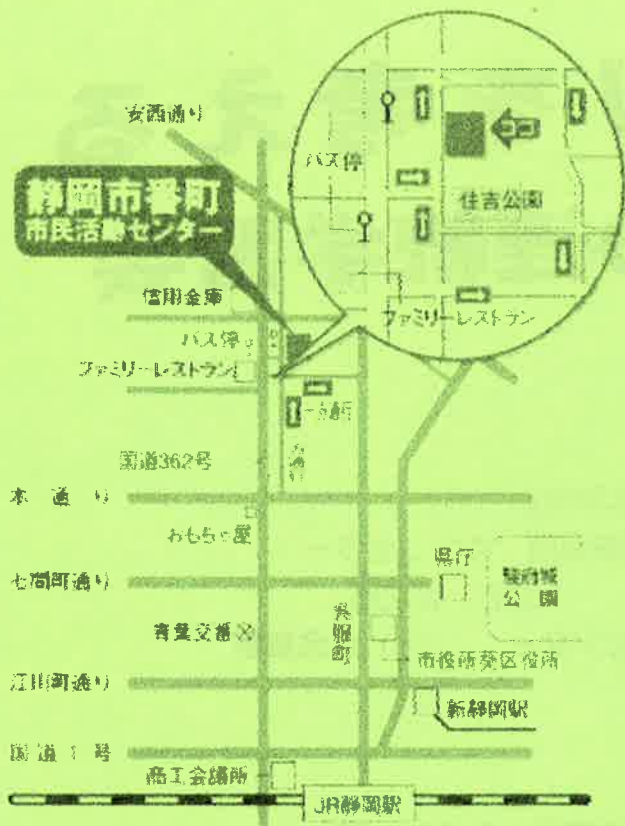 安西通り
静岡市番町
市民活動センター
バス停
ココ
住吉公園
ファミリーレストラン
信用金庫
バス停
ファミリーレストラン
国道362号
本通り
おもちゃ屋
七間町通り
県庁
駿府城
公園
青葉交番
呉服町
市役所葵区役所
江川町通り
新静岡駅
国道1号
商工会議所
JR静岡駅